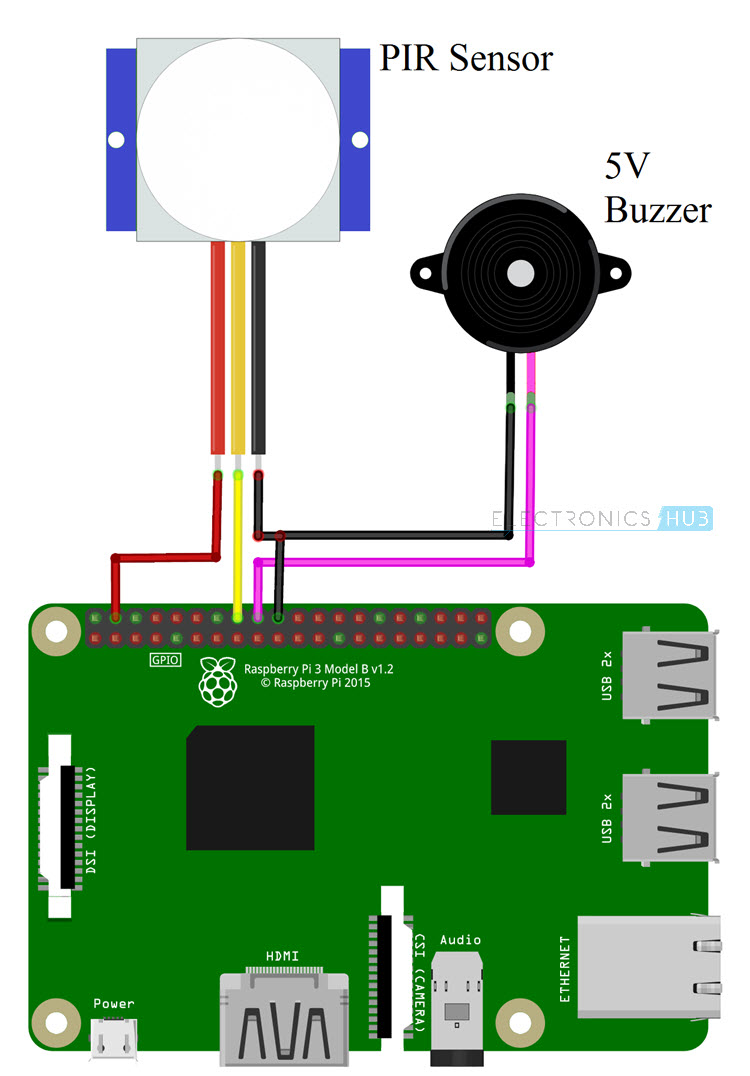 PIR Sensor
5V
Buzzer
ELECTRONICS HUB
GPIO
Raspberry Pi 3 Model B v1.2
© Raspberry Pi 2015
USB 2x
DSI (DISPLAY)
USB 2x
CSI (CAMERA)
Audio
ETHERNET
HDMI
Power